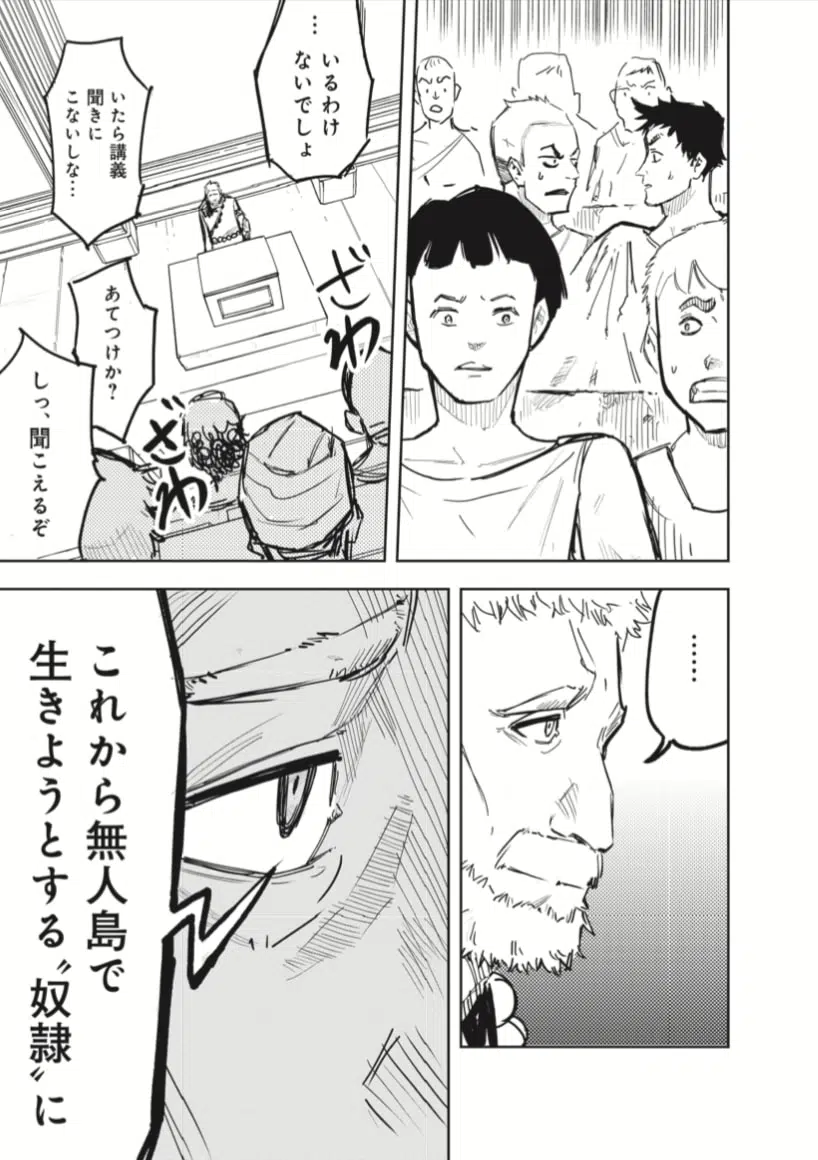 …
いるわけ
ないでしょ
いたら講義
聞きに
こないしな…
ざわ
ざわ
あてつけか？
しっ、聞こえるぞ
……
これから無人島で
生きようとする〝奴隷〟に